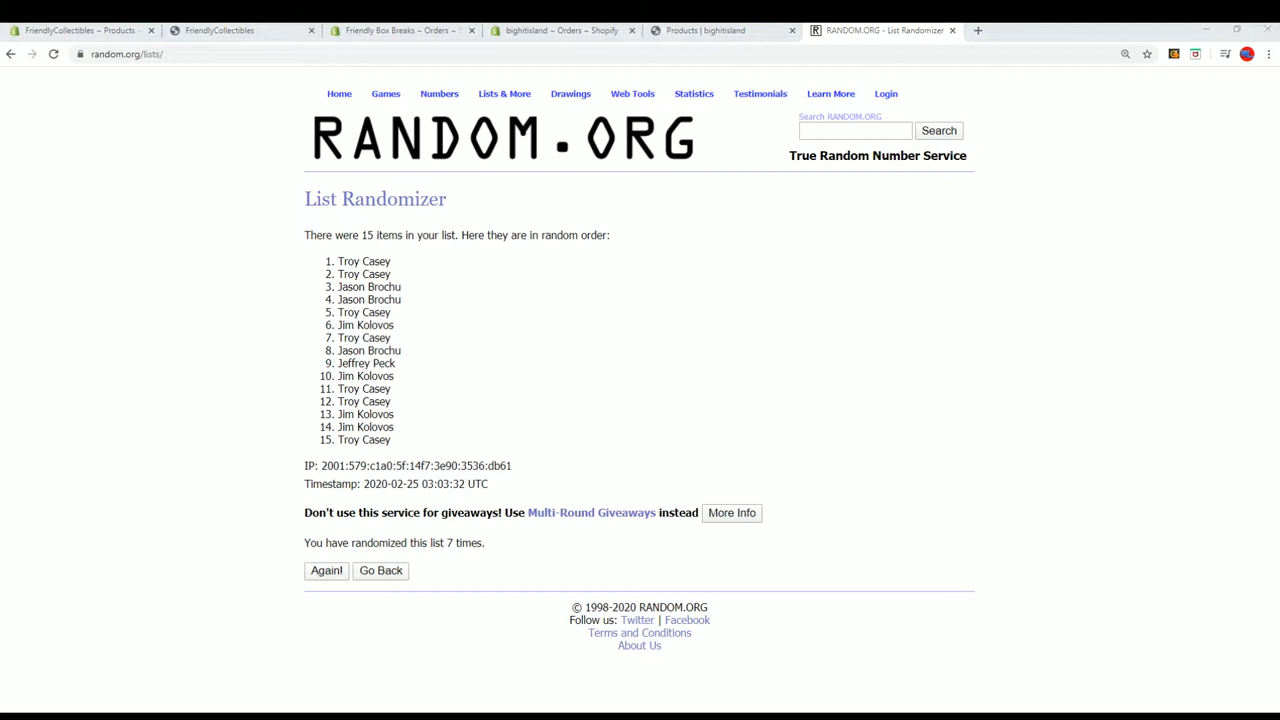 FriendlyCollectibles ~ Products ·
FriendlyCollectibles
Friendly Box Breaks ~ Orders ~ S
bighitisland ~ Orders ~ Shopify
Products | bighitisland
RANDOM.ORG - List Randomizer
random.org/lists/
Home
Games
Numbers
Lists & More
Drawings
Web Tools
Statistics
Testimonials
Learn More
Login
RANDOM.ORG
Search RANDOM.ORG
Search
True Random Number Service
List Randomizer
There were 15 items in your list. Here they are in random order:
1. Troy Casey
2. Troy Casey
3. Jason Brochu
4. Jason Brochu
5. Troy Casey
6. Jim Kolovos
7. Troy Casey
8. Jason Brochu
9. Jeffrey Peck
10. Jim Kolovos
11. Troy Casey
12. Troy Casey
13. Jim Kolovos
14. Jim Kolovos
15. Troy Casey
IP: 2001:579:c1a0:5f:14f7:3e90:3536:db61
Timestamp: 2020-02-25 03:03:32 UTC
Don't use this service for giveaways! Use Multi-Round Giveaways instead More Info
You have randomized this list 7 times.
Again! Go Back
© 1998-2020 RANDOM.ORG
Follow us: Twitter | Facebook
Terms and Conditions
About Us